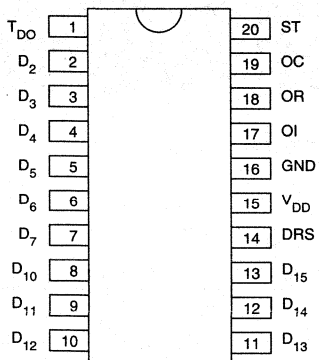 T_DO 1 20 ST
D_2 2 19 OC
D_3 3 18 OR
D_4 4 17 OI
D_5 5 16 GND
D_6 6 15 V_DD
D_7 7 14 DRS
D_10 8 13 D_15
D_11 9 12 D_14
D_12 10 11 D_13